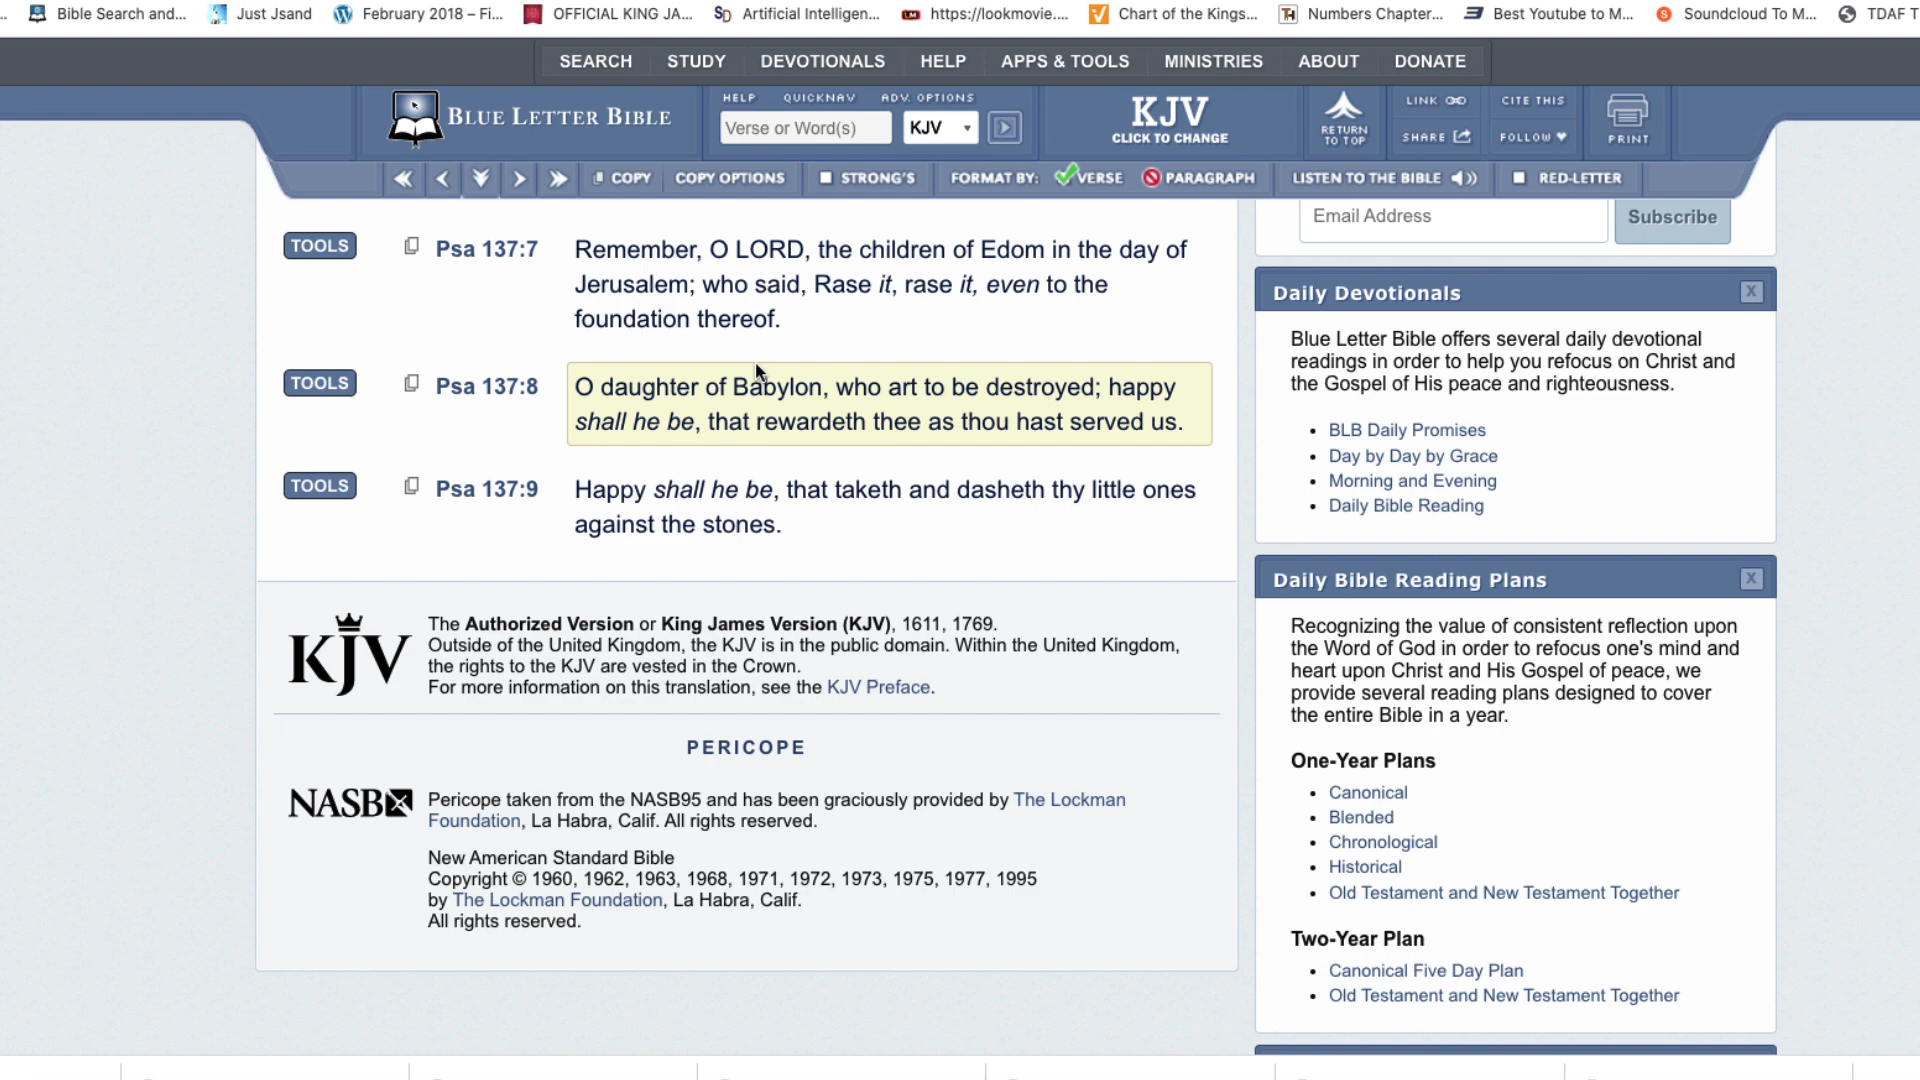 Bible Search and...
Just Jsand
February 2018 – Fi...
OFFICIAL KING JA...
Artificial Intelligen...
https://lookmovie....
Chart of the Kings...
Numbers Chapter...
Best Youtube to M...
Soundcloud To M...
TDAF T
SEARCH STUDY DEVOTIONALS HELP APPS & TOOLS MINISTRIES ABOUT DONATE
BLUE LETTER BIBLE
HELP QUICKNAV ADV. OPTIONS
Verse or Word(s) KJV
KJV
CLICK TO CHANGE
RETURN
TO TOP
LINK
SHARE
CITE THIS
FOLLOW
PRINT
COPY COPY OPTIONS STRONG'S FORMAT BY: VERSE PARAGRAPH LISTEN TO THE BIBLE RED-LETTER
TOOLS Psa 137:7 Remember, O LORD, the children of Edom in the day of
Jerusalem; who said, Rase it, rase it, even to the
foundation thereof.
TOOLS Psa 137:8 O daughter of Babylon, who art to be destroyed; happy
shall he be, that rewardeth thee as thou hast served us.
TOOLS Psa 137:9 Happy shall he be, that taketh and dasheth thy little ones
against the stones.
KJV
The Authorized Version or King James Version (KJV), 1611, 1769.
Outside of the United Kingdom, the KJV is in the public domain. Within the United Kingdom,
the rights to the KJV are vested in the Crown.
For more information on this translation, see the KJV Preface.
PERICOPE
NASB
Pericope taken from the NASB95 and has been graciously provided by The Lockman
Foundation, La Habra, Calif. All rights reserved.
New American Standard Bible
Copyright © 1960, 1962, 1963, 1968, 1971, 1972, 1973, 1975, 1977, 1995
by The Lockman Foundation, La Habra, Calif.
All rights reserved.
Email Address Subscribe
Daily Devotionals X
Blue Letter Bible offers several daily devotional
readings in order to help you refocus on Christ and
the Gospel of His peace and righteousness.
• BLB Daily Promises
• Day by Day by Grace
• Morning and Evening
• Daily Bible Reading
Daily Bible Reading Plans X
Recognizing the value of consistent reflection upon
the Word of God in order to refocus one's mind and
heart upon Christ and His Gospel of peace, we
provide several reading plans designed to cover
the entire Bible in a year.
One-Year Plans
• Canonical
• Blended
• Chronological
• Historical
• Old Testament and New Testament Together
Two-Year Plan
• Canonical Five Day Plan
• Old Testament and New Testament Together